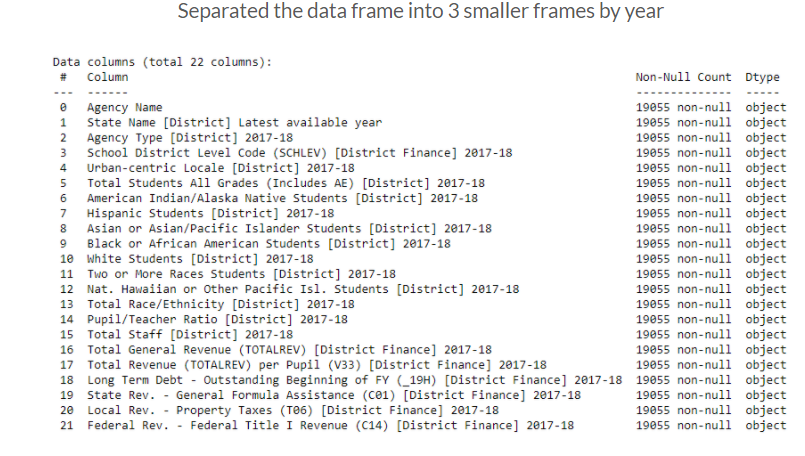 Separated the data frame into 3 smaller frames by year
Data columns (total 22 columns):
# Column Non-Null Count Dtype
--- ------ -------------- -----
0 Agency Name 19055 non-null object
1 State Name [District] Latest available year 19055 non-null object
2 Agency Type [District] 2017-18 19055 non-null object
3 School District Level Code (SCHLEV) [District Finance] 2017-18 19055 non-null object
4 Urban-centric Locale [District] 2017-18 19055 non-null object
5 Total Students All Grades (Includes AE) [District] 2017-18 19055 non-null object
6 American Indian/Alaska Native Students [District] 2017-18 19055 non-null object
7 Hispanic Students [District] 2017-18 19055 non-null object
8 Asian or Asian/Pacific Islander Students [District] 2017-18 19055 non-null object
9 Black or African American Students [District] 2017-18 19055 non-null object
10 White Students [District] 2017-18 19055 non-null object
11 Two or More Races Students [District] 2017-18 19055 non-null object
12 Nat. Hawaiian or Other Pacific Isl. Students [District] 2017-18 19055 non-null object
13 Total Race/Ethnicity [District] 2017-18 19055 non-null object
14 Pupil/Teacher Ratio [District] 2017-18 19055 non-null object
15 Total Staff [District] 2017-18 19055 non-null object
16 Total General Revenue (TOTALREV) [District Finance] 2017-18 19055 non-null object
17 Total Revenue (TOTALREV) per Pupil (V33) [District Finance] 2017-18 19055 non-null object
18 Long Term Debt - Outstanding Beginning of FY (_19H) [District Finance] 2017-18 19055 non-null object
19 State Rev. - General Formula Assistance (C01) [District Finance] 2017-18 19055 non-null object
20 Local Rev. - Property Taxes (T06) [District Finance] 2017-18 19055 non-null object
21 Federal Rev. - Federal Title I Revenue (C14) [District Finance] 2017-18 19055 non-null object